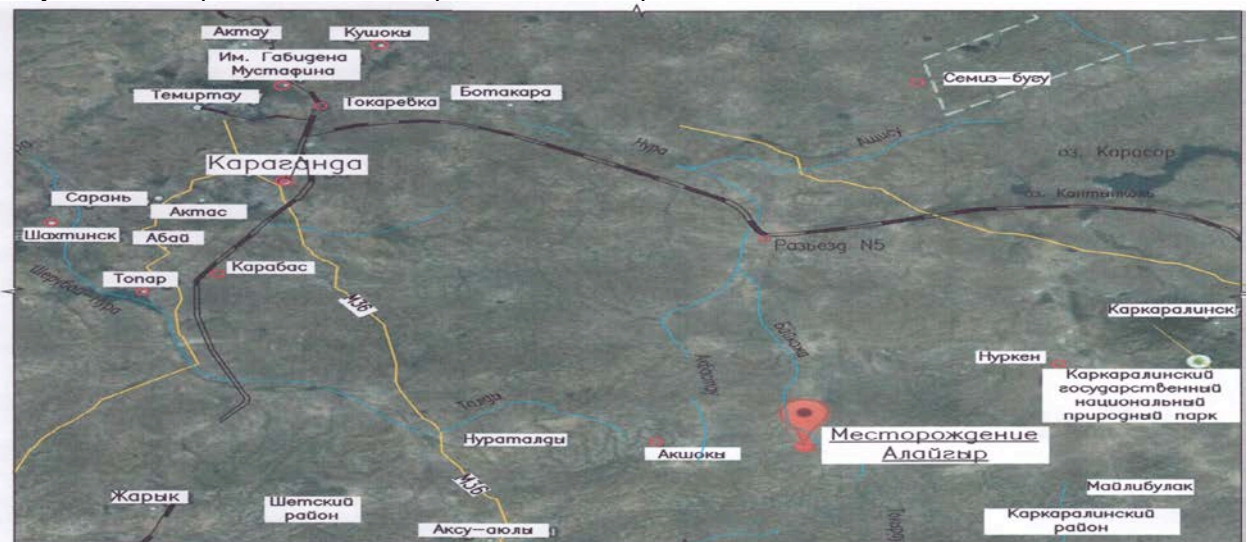 Актау
Кушокы
Им. Габидена
Мустафина
Темиртау
Токаревка
Ботакара
Семиз-бугу
Нура
оз. Карасор
Караганда
Сарань
Актас
Шахтинск
Абай
Разъезд N5
Карабас
Топар
М36
Каркаралинск
Нуркен
Каркаралинский
государственный
национальный
природный парк
Талды
Нураталды
Акшокы
Месторождение
Алайгыр
М36
Майлибулак
Жарык
Шетский
район
Аксу-аюлы
Каркаралинский
район